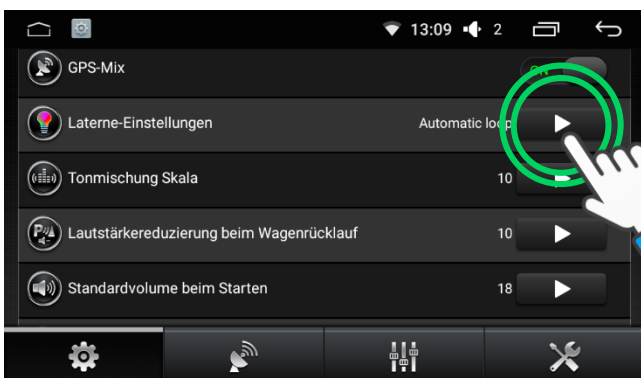 13:09 2
GPS-Mix ON
Laterne-Einstellungen Automatic loop
Tonmischung Skala 10
Lautstärkereduzierung beim Wagenrücklauf 10
Standardvolume beim Starten 18